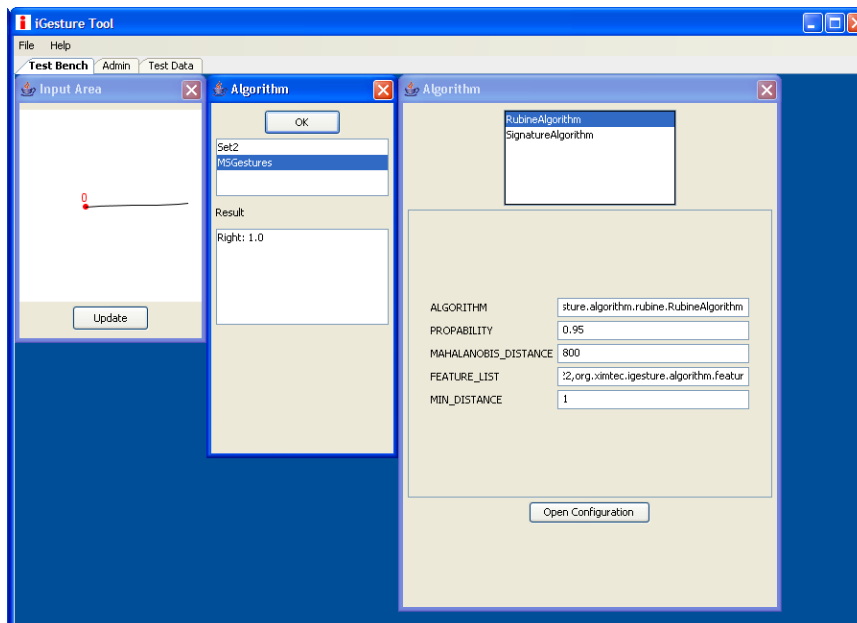 iGesture Tool
File Help
Test Bench Admin Test Data
Input Area
0
Update
Algorithm
OK
Set2
MSGestures
Result
Right: 1.0
Algorithm
RubineAlgorithm
SignatureAlgorithm
ALGORITHM sture.algorithm.rubine.RubineAlgorithm
PROPABILITY 0.95
MAHALANOBIS_DISTANCE 800
FEATURE_LIST 22,org.ximtec.igesture.algorithm.featur
MIN_DISTANCE 1
Open Configuration